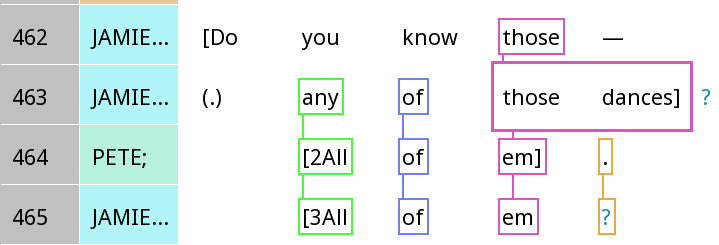 462 JAMIE... [Do you know those —
463 JAMIE... (.) any of those dances] ?
464 PETE; [2All of em] .
465 JAMIE... [3All of em ?